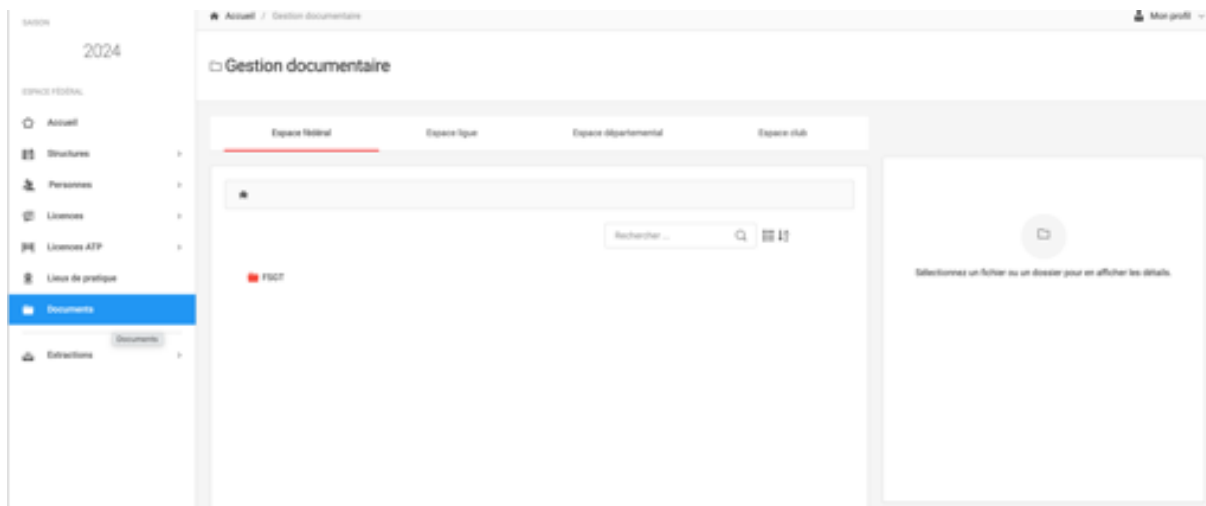 SAISON
2024
ESPACE FÉDÉRAL
Accueil
Structures
Personnes
Licences
Licences ATP
Lieux de pratique
Documents
Documents
Extractions
Accueil / Gestion documentaire
Mon profil
Gestion documentaire
Espace fédéral Espace ligue Espace départemental Espace club
Rechercher ...
FSGT
Sélectionnez un fichier ou un dossier pour en afficher les détails.